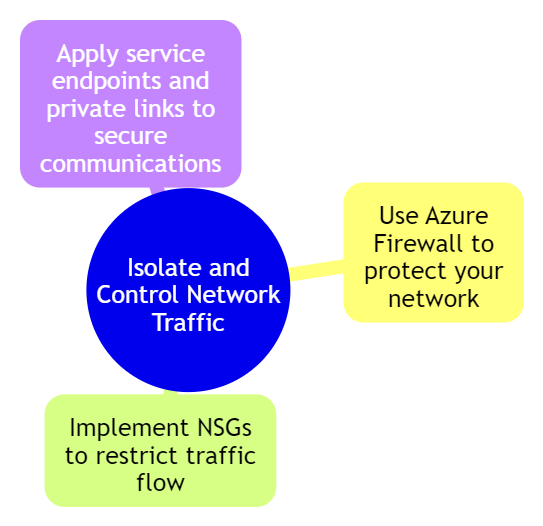 Apply service
endpoints and
private links to
secure
communications
Use Azure
Firewall to
protect your
network
Isolate and
Control Network
Traffic
Implement NSGs
to restrict traffic
flow